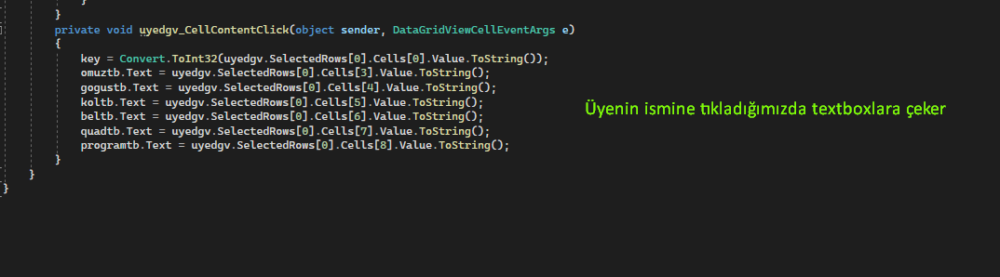 }
}
private void uyedgv_CellContentClick(object sender, DataGridViewCellEventArgs e)
{
key = Convert.ToInt32(uyedgv.SelectedRows[0].Cells[0].Value.ToString());
omuztb.Text = uyedgv.SelectedRows[0].Cells[3].Value.ToString();
gogustb.Text = uyedgv.SelectedRows[0].Cells[4].Value.ToString();
koltb.Text = uyedgv.SelectedRows[0].Cells[5].Value.ToString();
beltb.Text = uyedgv.SelectedRows[0].Cells[6].Value.ToString();
quadtb.Text = uyedgv.SelectedRows[0].Cells[7].Value.ToString();
programtb.Text = uyedgv.SelectedRows[0].Cells[8].Value.ToString();
}
}
}
Üyenin ismine tıkladığımızda textboxlara çeker